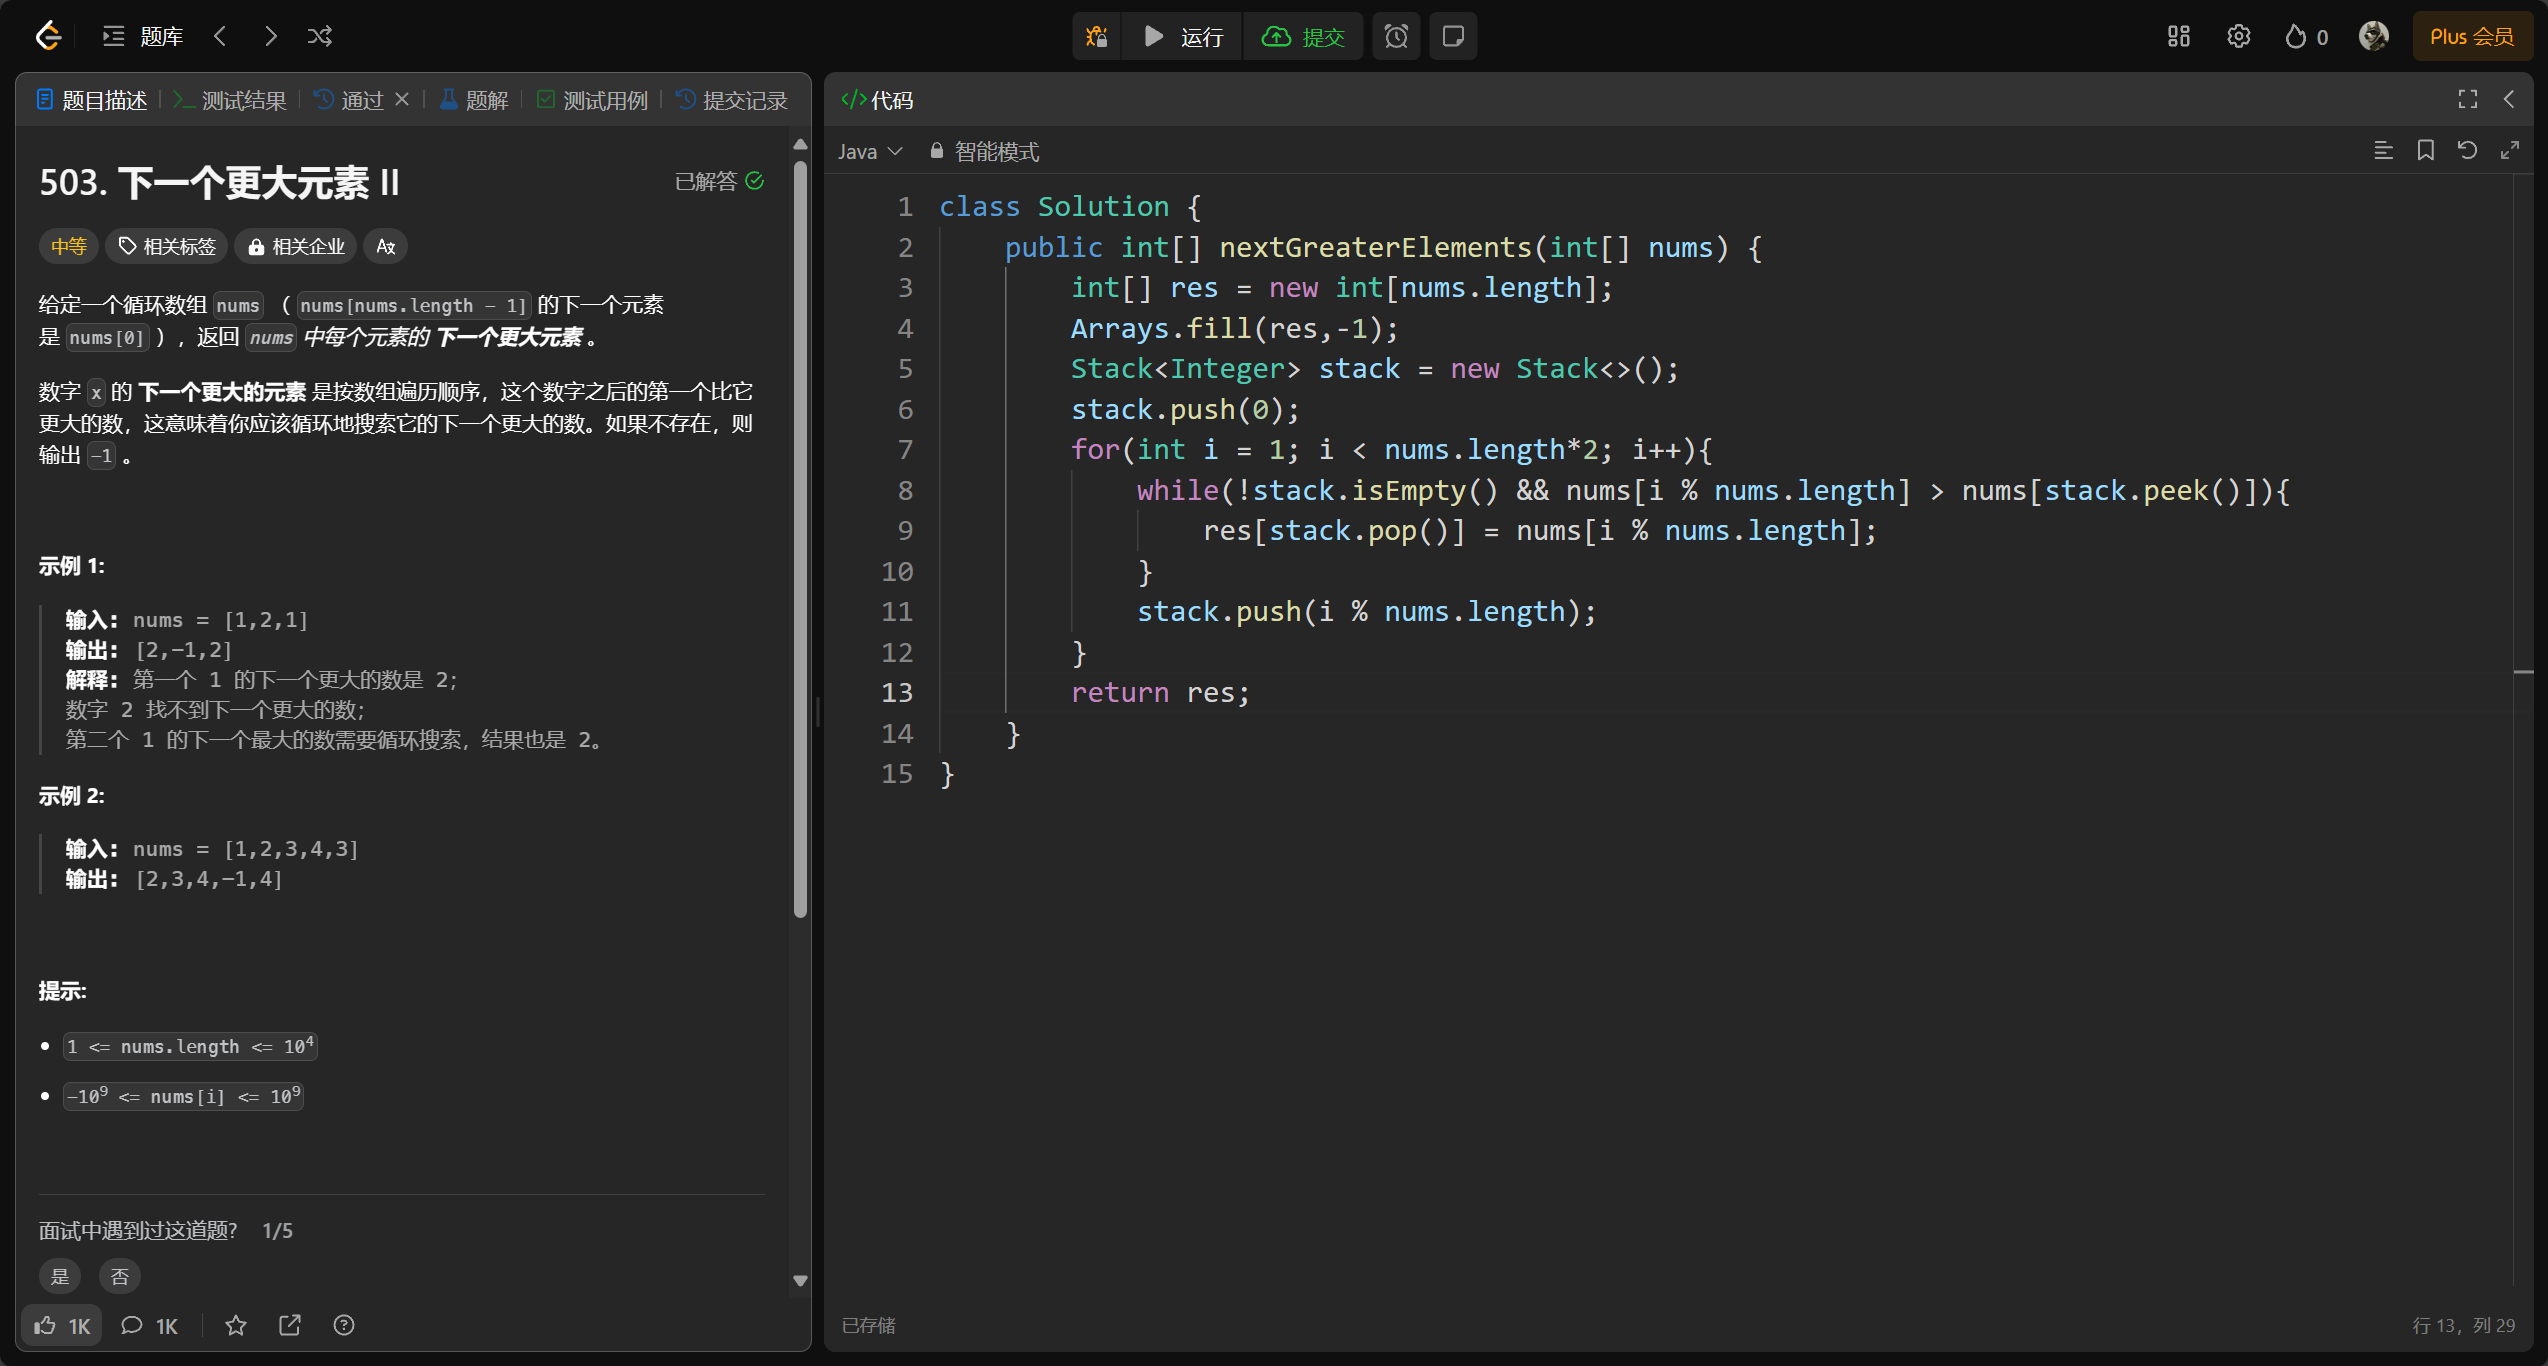 题库
运行
提交
0
Plus 会员
题目描述
测试结果
通过
题解
测试用例
提交记录
503. 下一个更大元素 II
已解答
中等
相关标签
相关企业
给定一个循环数组 nums （ nums[nums.length - 1] 的下一个元素
是 nums[0] ），返回 nums 中每个元素的 下一个更大元素 。
数字 x 的 下一个更大的元素 是按数组遍历顺序，这个数字之后的第一个比它
更大的数，这意味着你应该循环地搜索它的下一个更大的数。如果不存在，则
输出 -1 。
示例 1:
输入: nums = [1,2,1]
输出: [2,-1,2]
解释: 第一个 1 的下一个更大的数是 2；
数字 2 找不到下一个更大的数；
第二个 1 的下一个最大的数需要循环搜索，结果也是 2。
示例 2:
输入: nums = [1,2,3,4,3]
输出: [2,3,4,-1,4]
提示:
1 <= nums.length <= 10⁴
-10⁹ <= nums[i] <= 10⁹
面试中遇到过这道题? 1/5
是
否
1K
1K
</> 代码
Java
智能模式
1 class Solution {
2     public int[] nextGreaterElements(int[] nums) {
3         int[] res = new int[nums.length];
4         Arrays.fill(res,-1);
5         Stack<Integer> stack = new Stack<>();
6         stack.push(0);
7         for(int i = 1; i < nums.length*2; i++){
8             while(!stack.isEmpty() && nums[i % nums.length] > nums[stack.peek()]){
9                 res[stack.pop()] = nums[i % nums.length];
10             }
11             stack.push(i % nums.length);
12         }
13         return res;
14     }
15 }
已存储
行 13，列 29